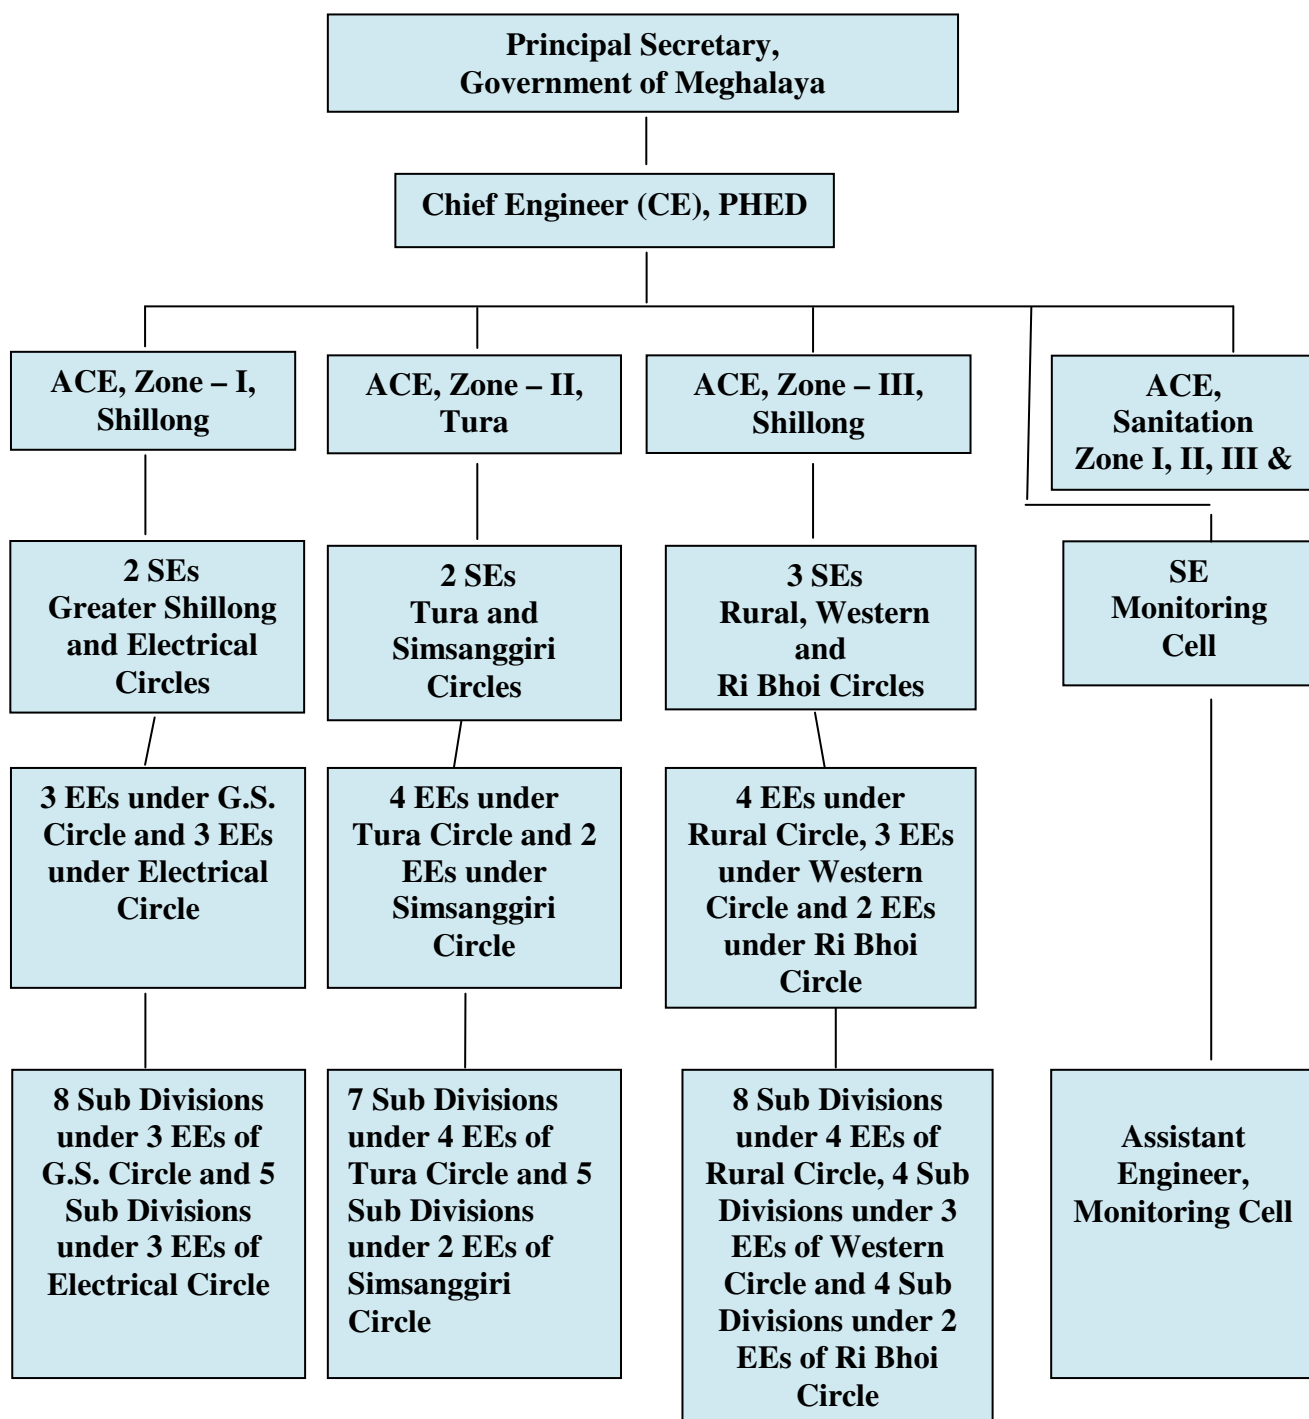 Principal Secretary,
Government of Meghalaya
Chief Engineer (CE), PHED
ACE, Zone – I,
Shillong
ACE, Zone – II,
Tura
ACE, Zone – III,
Shillong
ACE,
Sanitation
Zone I, II, III &
2 SEs
Greater Shillong
and Electrical
Circles
2 SEs
Tura and
Simsanggiri
Circles
3 SEs
Rural, Western
and
Ri Bhoi Circles
SE
Monitoring
Cell
3 EEs under G.S.
Circle and 3 EEs
under Electrical
Circle
4 EEs under
Tura Circle and 2
EEs under
Simsanggiri
Circle
4 EEs under
Rural Circle, 3 EEs
under Western
Circle and 2 EEs
under Ri Bhoi
Circle
8 Sub Divisions
under 3 EEs of
G.S. Circle and 5
Sub Divisions
under 3 EEs of
Electrical Circle
7 Sub Divisions
under 4 EEs of
Tura Circle and 5
Sub Divisions
under 2 EEs of
Simsanggiri
Circle
8 Sub Divisions
under 4 EEs of
Rural Circle, 4 Sub
Divisions under 3
EEs of Western
Circle and 4 Sub
Divisions under 2
EEs of Ri Bhoi
Circle
Assistant
Engineer,
Monitoring Cell